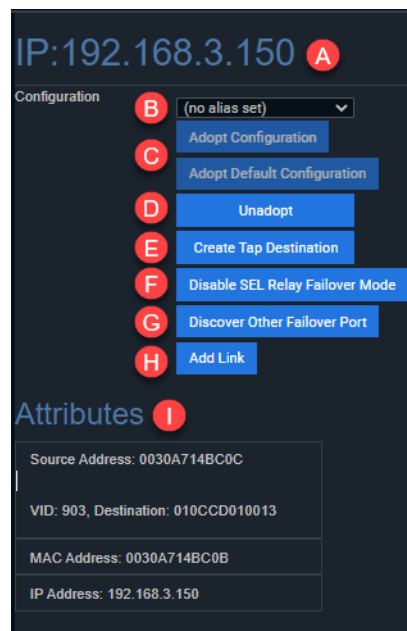 IP:192.168.3.150 A
Configuration
B (no alias set)
C Adopt Configuration
Adopt Default Configuration
D Unadopt
E Create Tap Destination
F Disable SEL Relay Failover Mode
G Discover Other Failover Port
H Add Link
Attributes I
Source Address: 0030A714BC0C
VID: 903, Destination: 010CCD010013
MAC Address: 0030A714BC0B
IP Address: 192.168.3.150